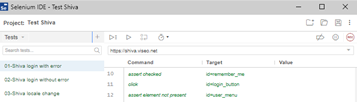 Selenium IDE - Test Shiva
Project: Test Shiva
Tests
+
Search tests...
https://shiva.viseo.net
Command Target Value
01-Shiva login with error
10 assert checked id=remember_me
02-Shiva login without error
11 click id=login_button
03-Shiva locale change
12 assert element not present id=user_menu